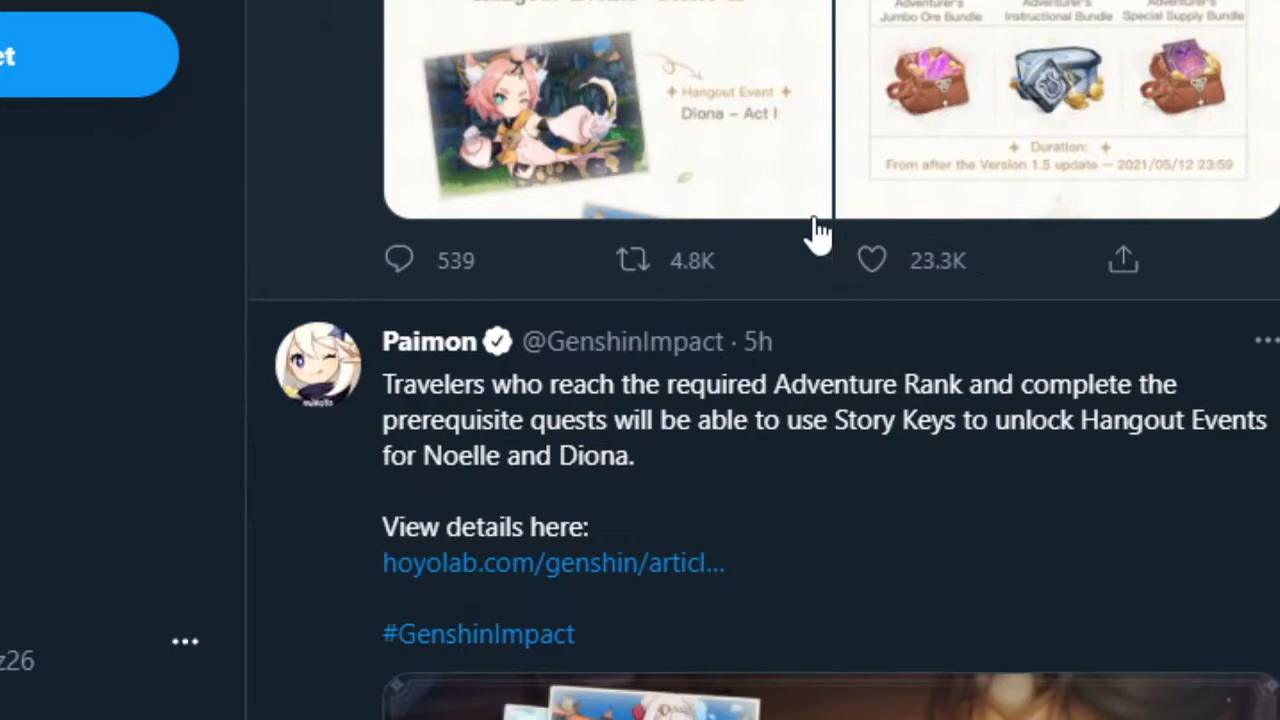 et
Adventurer's
Jumbo Ore Bundle
Adventurer's
Instructional Bundle
Adventurer's
Special Supply Bundle
Hangout Event
Diona – Act I
Duration:
From after the Version 1.5 update — 2021/05/12 23:59
539
4.8K
23.3K
Paimon @GenshinImpact · 5h
Travelers who reach the required Adventure Rank and complete the
prerequisite quests will be able to use Story Keys to unlock Hangout Events
for Noelle and Diona.
View details here:
hoyolab.com/genshin/articl...
#GenshinImpact
z26